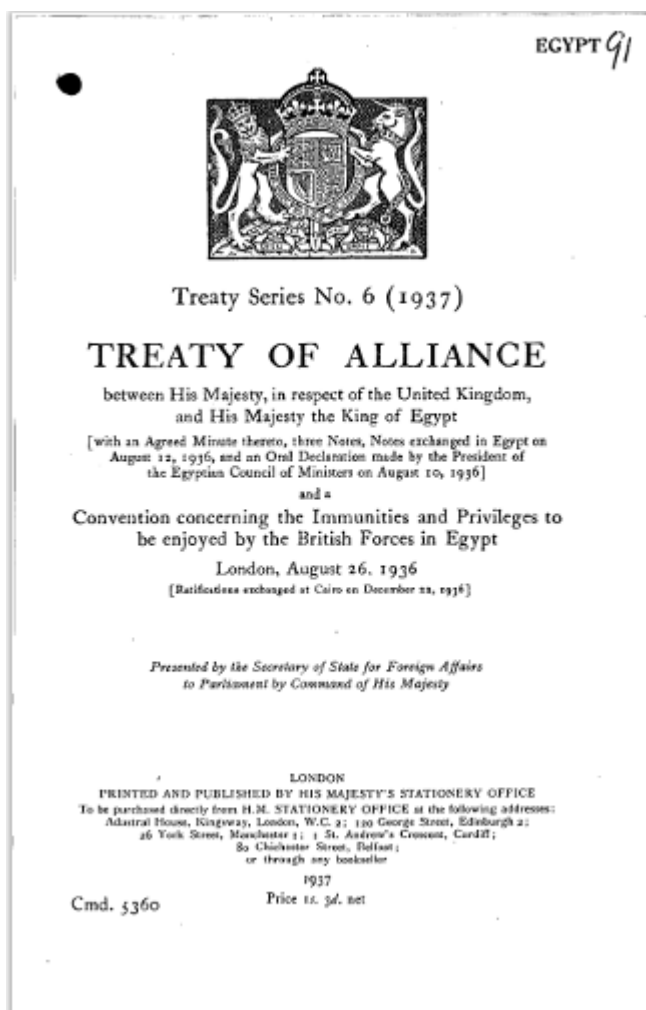 EGYPT 91
Treaty Series No. 6 (1937)
TREATY OF ALLIANCE
between His Majesty, in respect of the United Kingdom,
and His Majesty the King of Egypt
[with an Agreed Minute thereto, three Notes, Notes exchanged in Egypt on
August 12, 1936, and an Oral Declaration made by the President of
the Egyptian Council of Ministers on August 10, 1936]
and a
Convention concerning the Immunities and Privileges to
be enjoyed by the British Forces in Egypt
London, August 26, 1936
[Ratifications exchanged at Cairo on December 22, 1936]
Presented by the Secretary of State for Foreign Affairs
to Parliament by Command of His Majesty
LONDON
PRINTED AND PUBLISHED BY HIS MAJESTY'S STATIONERY OFFICE
To be purchased directly from H.M. STATIONERY OFFICE at the following addresses:
Adastral House, Kingsway, London, W.C. 2; 120 George Street, Edinburgh 2;
26 York Street, Manchester 1; 1 St. Andrew's Crescent, Cardiff;
80 Chichester Street, Belfast;
or through any bookseller
1937
Price 1s. 3d. net
Cmd. 5360